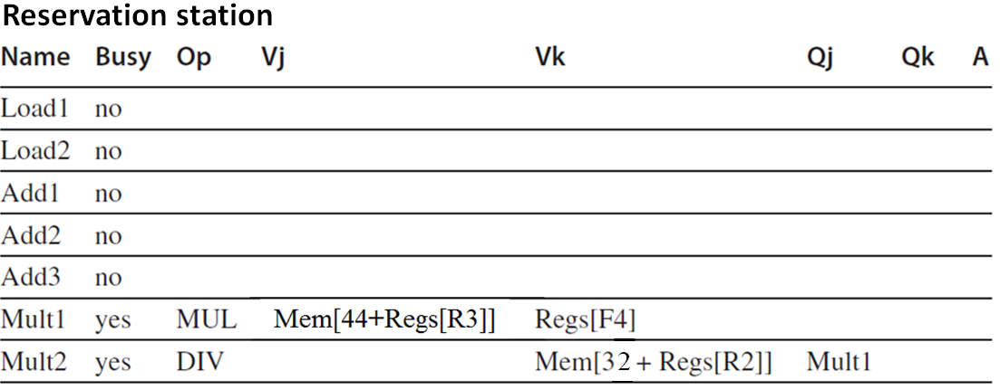 Reservation station
Name Busy Op Vj Vk Qj Qk A
Load1 no
Load2 no
Add1 no
Add2 no
Add3 no
Mult1 yes MUL Mem[44+Regs[R3]] Regs[F4]
Mult2 yes DIV Mem[32 + Regs[R2]] Mult1